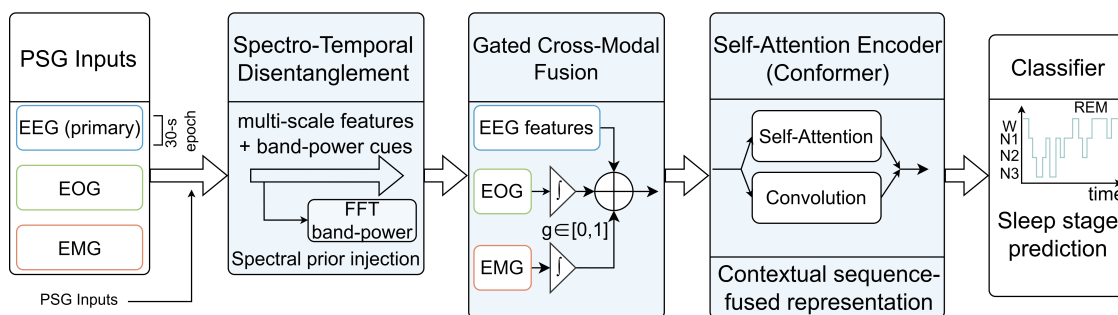 PSG Inputs
EEG (primary)
30-s
epoch
EOG
EMG
PSG Inputs
Spectro-Temporal
Disentanglement
multi-scale features
+ band-power cues
FFT
band-power
Spectral prior injection
Gated Cross-Modal
Fusion
EEG features
EOG
∫
g∈[0,1]
EMG
∫
Self-Attention Encoder
(Conformer)
Self-Attention
Convolution
Contextual sequence-
fused representation
Classifier
REM
W
N1
N2
N3
time
Sleep stage
prediction